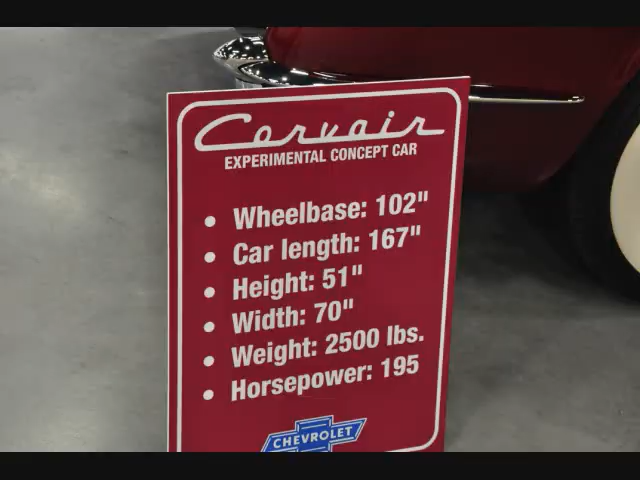 Corvair
EXPERIMENTAL CONCEPT CAR
• Wheelbase: 102"
• Car length: 167"
• Height: 51"
• Width: 70"
• Weight: 2500 lbs.
• Horsepower: 195
CHEVROLET